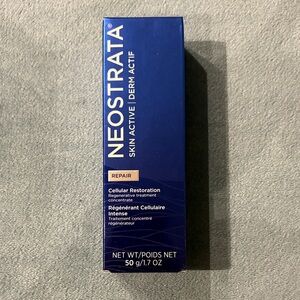 NEOSTRATA®
SKIN ACTIVE | DERM ACTIF
REPAIR
Cellular Restoration
Regenerative treatment
concentrate
Régénérant Cellulaire
Intense
Traitement concentré
régénérateur
NET WT/POIDS NET
50 g/1.7 OZ